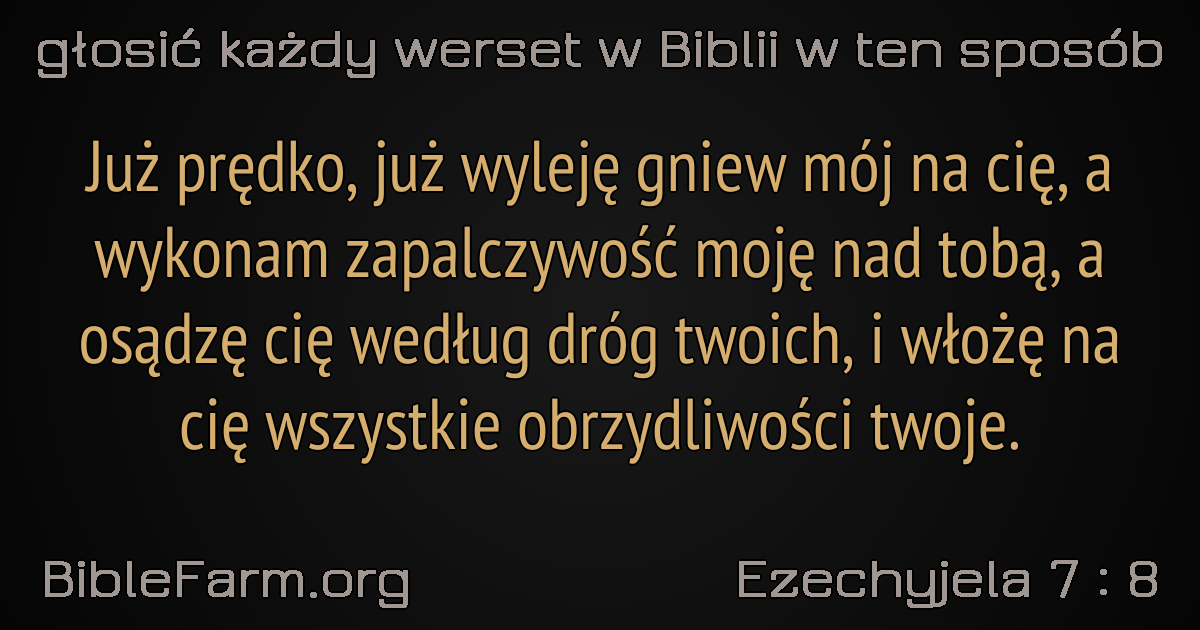 głosić każdy werset w Biblii w ten sposób
Już prędko, już wyleję gniew mój na cię, a
wykonam zapalczywość moję nad tobą, a
osądzę cię według dróg twoich, i włożę na
cię wszystkie obrzydliwości twoje.
BibleFarm.org
Ezechyjela 7 : 8